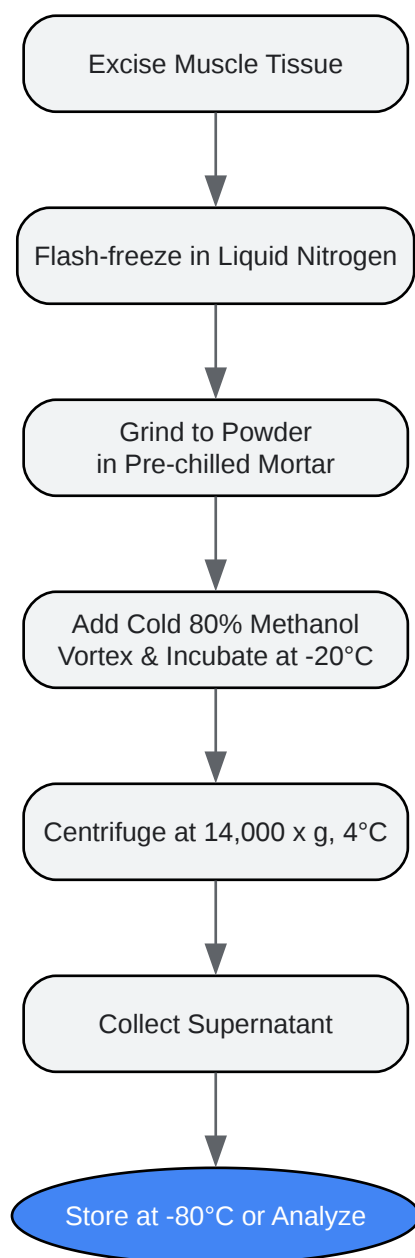 Excise Muscle Tissue
Flash-freeze in Liquid Nitrogen
Grind to Powder
in Pre-chilled Mortar
Add Cold 80% Methanol
Vortex & Incubate at -20°C
Centrifuge at 14,000 x g, 4°C
Collect Supernatant
Store at -80°C or Analyze